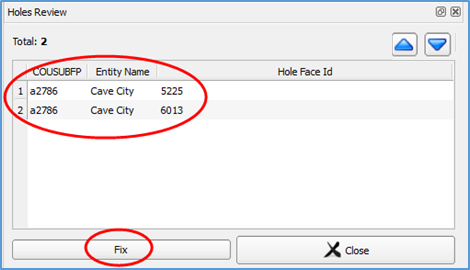 Holes Review
Total: 2
COUSUBFP Entity Name Hole Face Id
1 a2786 Cave City 5225
2 a2786 Cave City 6013
Fix Close